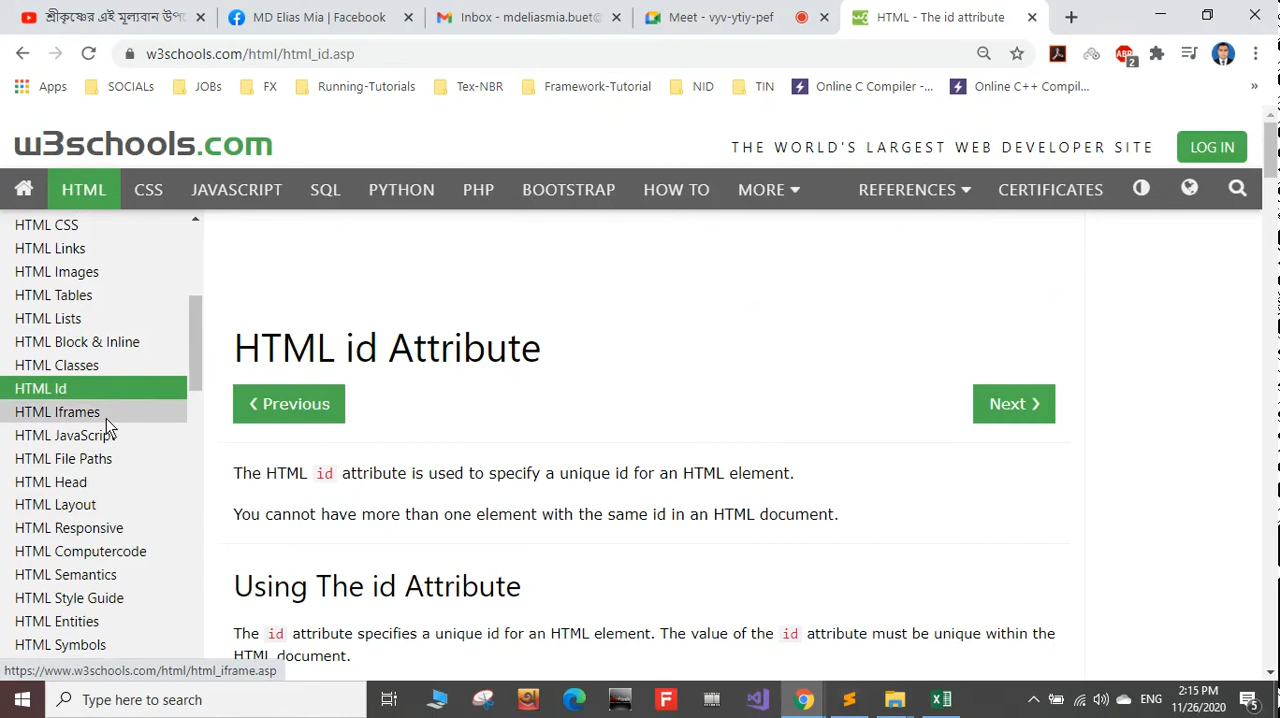 শ্রীকৃষ্ণের এই মূল্যবান উপ
MD Elias Mia | Facebook
Inbox - mdeliasmia.buet@
Meet - vyv-ytiy-pef
HTML - The id attribute
w3schools.com/html/html_id.asp
ABP
2
Apps
SOCIALs
JOBs
FX
Running-Tutorials
Tex-NBR
Framework-Tutorial
NID
TIN
Online C Compiler -...
Online C++ Compil...
»
w3schools.com
THE WORLD'S LARGEST WEB DEVELOPER SITE
LOG IN
HTML
CSS
JAVASCRIPT
SQL
PYTHON
PHP
BOOTSTRAP
HOW TO
MORE
REFERENCES
CERTIFICATES
HTML CSS
HTML Links
HTML Images
HTML Tables
HTML Lists
HTML Block & Inline
HTML Classes
HTML Id
HTML Iframes
HTML JavaScript
HTML File Paths
HTML Head
HTML Layout
HTML Responsive
HTML Computercode
HTML Semantics
HTML Style Guide
HTML Entities
HTML Symbols
HTML id Attribute
❮ Previous
Next ❯
The HTML id attribute is used to specify a unique id for an HTML element.
You cannot have more than one element with the same id in an HTML document.
Using The id Attribute
The id attribute specifies a unique id for an HTML element. The value of the id attribute must be unique within the
HTML document.
https://www.w3schools.com/html/html_iframe.asp
Type here to search
F
ENG
2:15 PM
11/26/2020
5